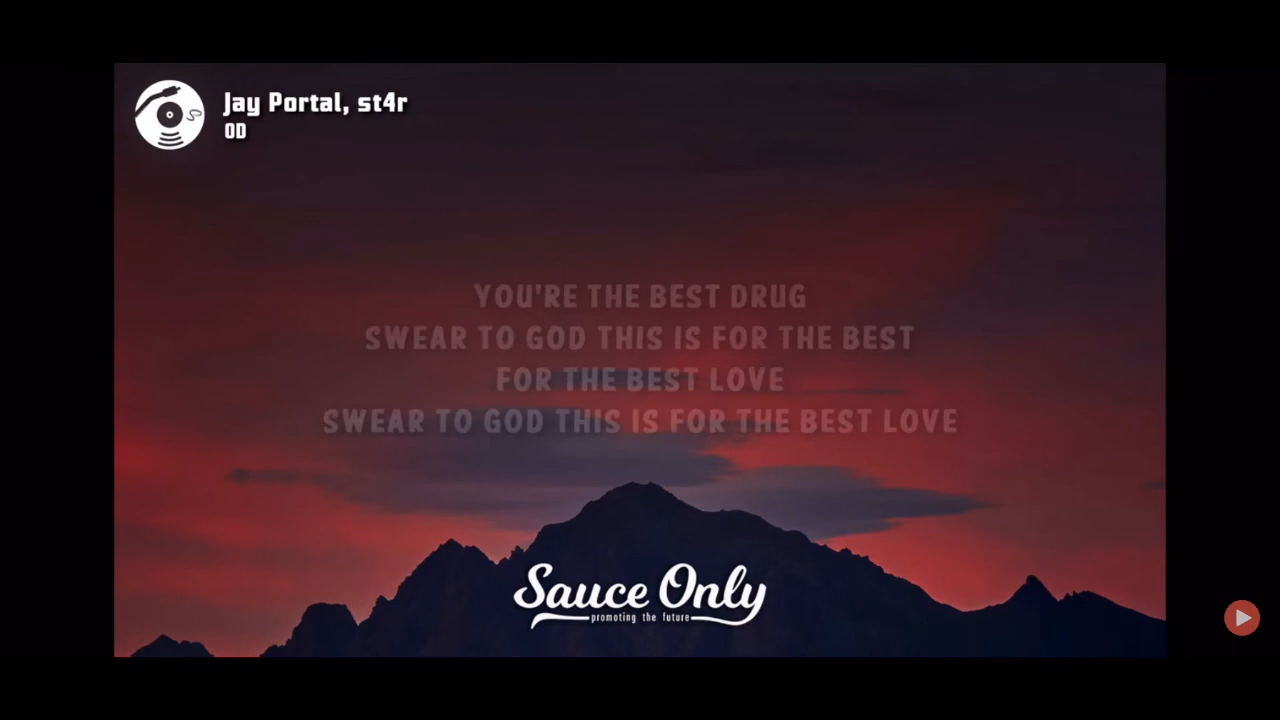 Jay Portal, st4r
OD
YOU'RE THE BEST DRUG
SWEAR TO GOD THIS IS FOR THE BEST
FOR THE BEST LOVE
SWEAR TO GOD THIS IS FOR THE BEST LOVE
Sauce Only
promoting the future